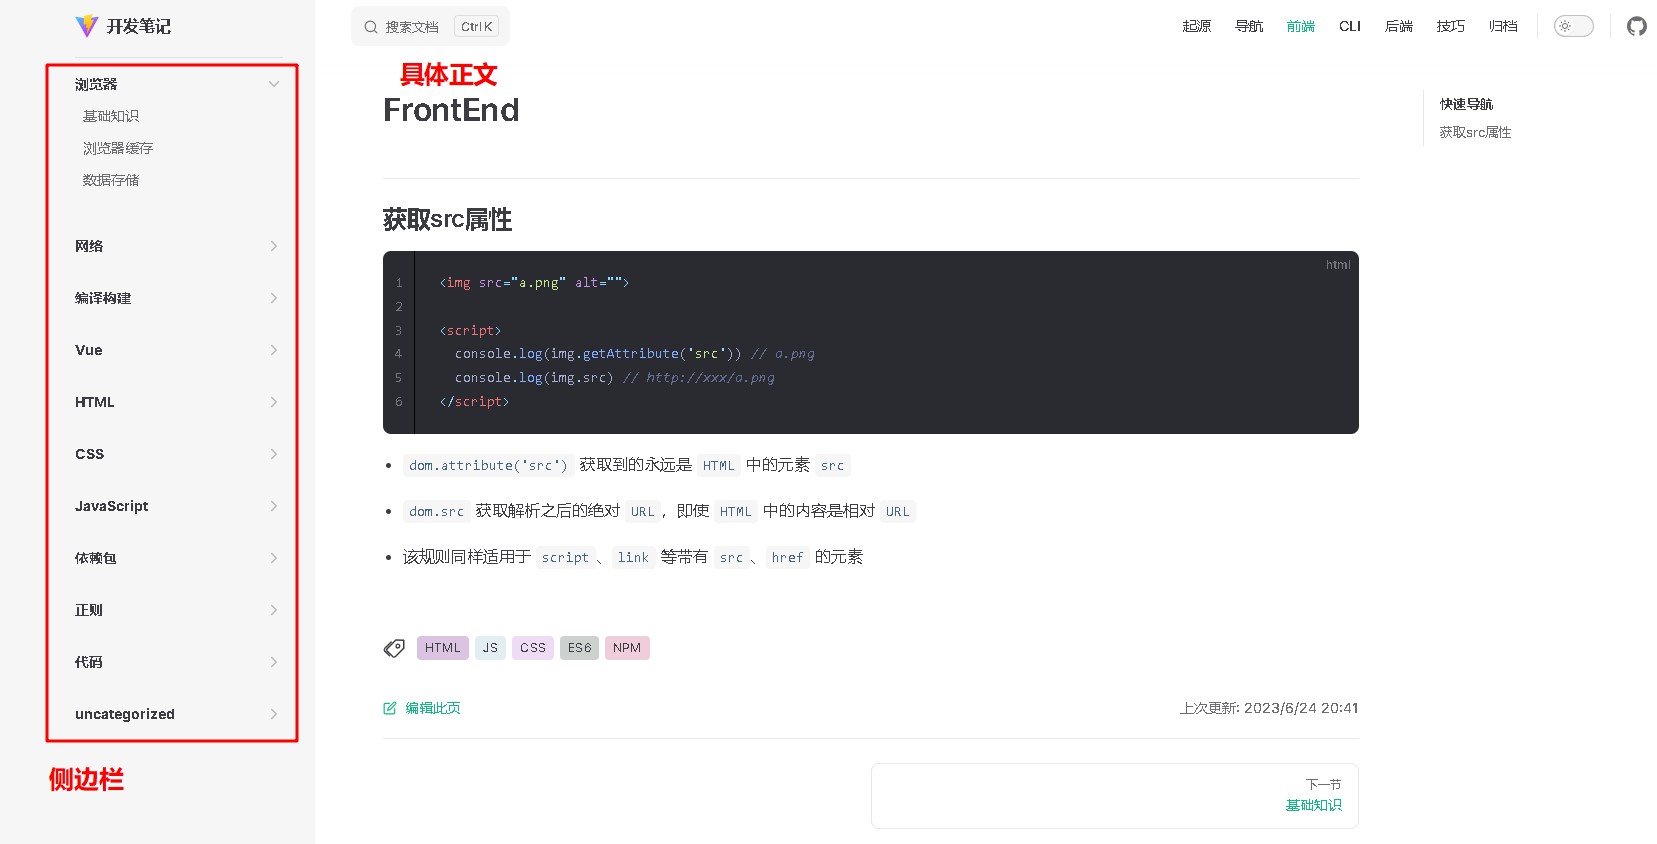 开发笔记
搜索文档 Ctrl K
起源 导航 前端 CLI 后端 技巧 归档
浏览器
基础知识
浏览器缓存
数据存储
网络
编译构建
Vue
HTML
CSS
JavaScript
依赖包
正则
代码
uncategorized
侧边栏
具体正文
FrontEnd
获取src属性
html
1 <img src="a.png" alt="">
2
3 <script>
4 console.log(img.getAttribute('src')) // a.png
5 console.log(img.src) // http://xxx/a.png
6 </script>
dom.attribute('src') 获取到的永远是 HTML 中的元素 src
dom.src 获取解析之后的绝对 URL，即使 HTML 中的内容是相对 URL
该规则同样适用于 script、link 等带有 src、href 的元素
HTML JS CSS ES6 NPM
编辑此页
上次更新: 2023/6/24 20:41
下一节
基础知识
快速导航
获取src属性